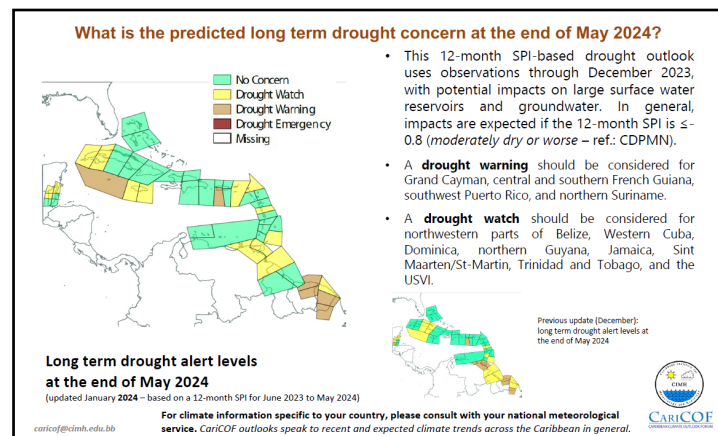 What is the predicted long term drought concern at the end of May 2024?
No Concern
Drought Watch
Drought Warning
Drought Emergency
Missing
• This 12-month SPI-based drought outlook
uses observations through December 2023,
with potential impacts on large surface water
reservoirs and groundwater. In general,
impacts are expected if the 12-month SPI is ≤-
0.8 (moderately dry or worse – ref.: CDPMN).
• A drought warning should be considered for
Grand Cayman, central and southern French Guiana,
southwest Puerto Rico, and northern Suriname.
• A drought watch should be considered for
northwestern parts of Belize, Western Cuba,
Dominica, northern Guyana, Jamaica, Sint
Maarten/St-Martin, Trinidad and Tobago, and the
USVI.
Previous update (December):
long term drought alert levels at
the end of May 2024
Long term drought alert levels
at the end of May 2024
(updated January 2024 – based on a 12-month SPI for June 2023 to May 2024)
CIMH
CARICOF
CARIBBEAN CLIMATE OUTLOOK FORUM
For climate information specific to your country, please consult with your national meteorological
caricof@cimh.edu.bb
service. CariCOF outlooks speak to recent and expected climate trends across the Caribbean in general.